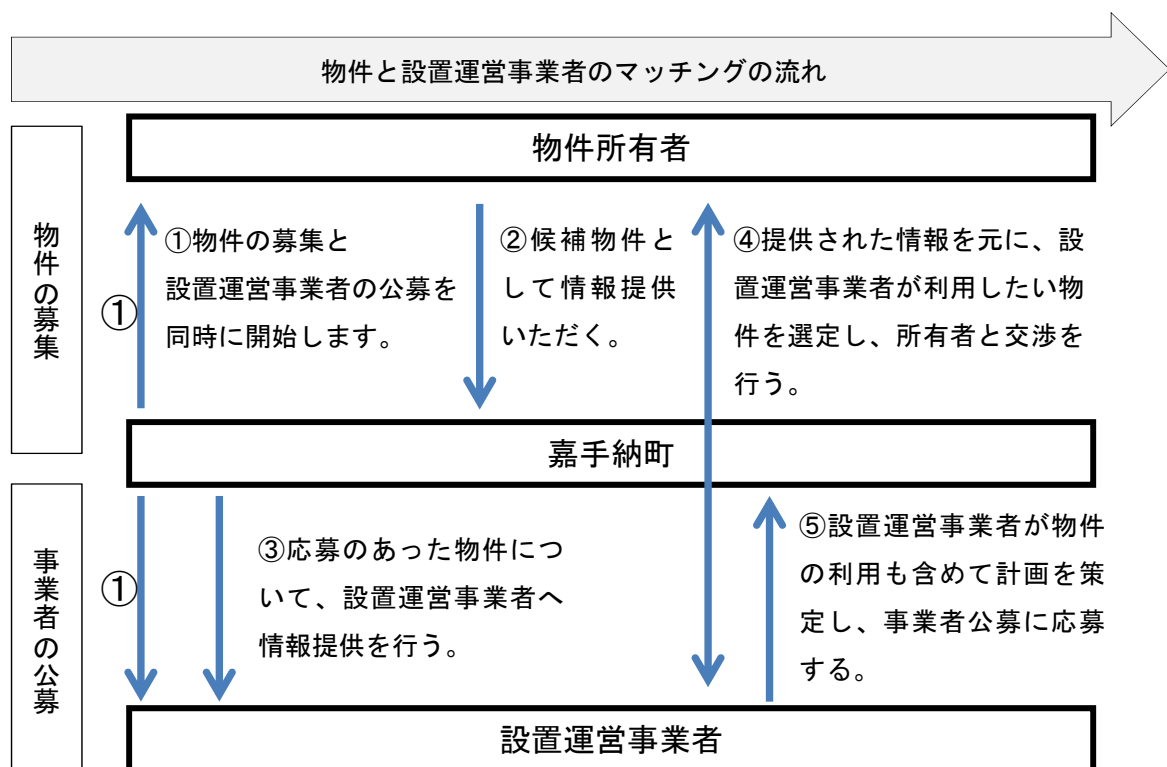 物件と設置運営事業者のマッチングの流れ
物件の募集
物件所有者
①
①物件の募集と
設置運営事業者の公募を
同時に開始します。
②候補物件と
して情報提供
いただく。
④提供された情報を元に、設
置運営事業者が利用したい物
件を選定し、所有者と交渉を
行う。
嘉手納町
事業者の公募
①
③応募のあった物件につ
いて、設置運営事業者へ
情報提供を行う。
⑤設置運営事業者が物件
の利用も含めて計画を策
定し、事業者公募に応募
する。
設置運営事業者